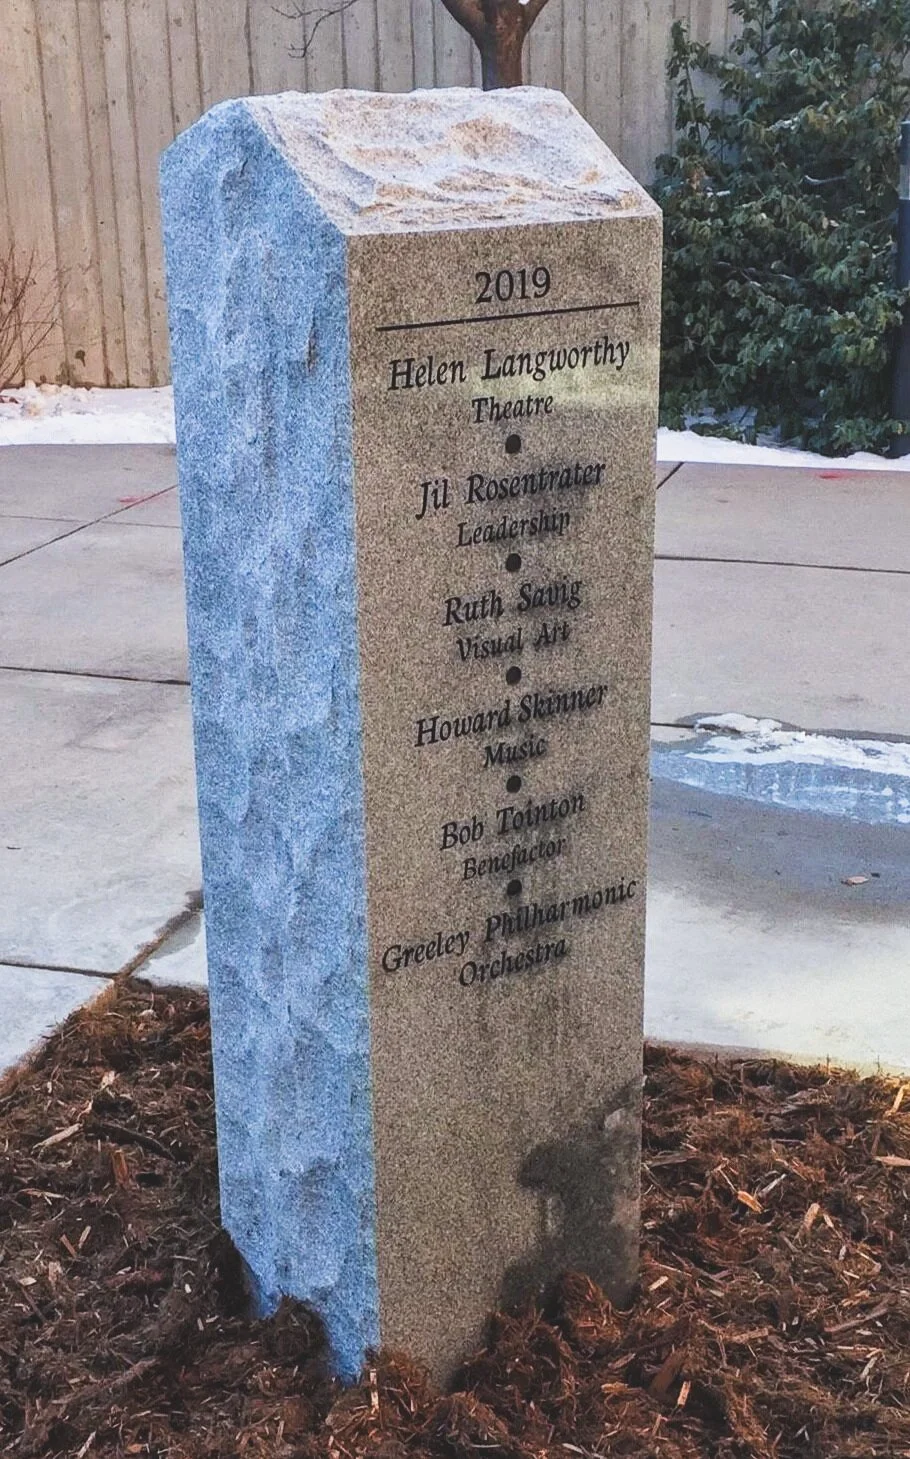 2019
Helen Langworthy
Theatre
Jil Rosentrater
Leadership
Ruth Savig
Visual Art
Howard Skinner
Music
Bob Tointon
Benefactor
Greeley Philharmonic
Orchestra